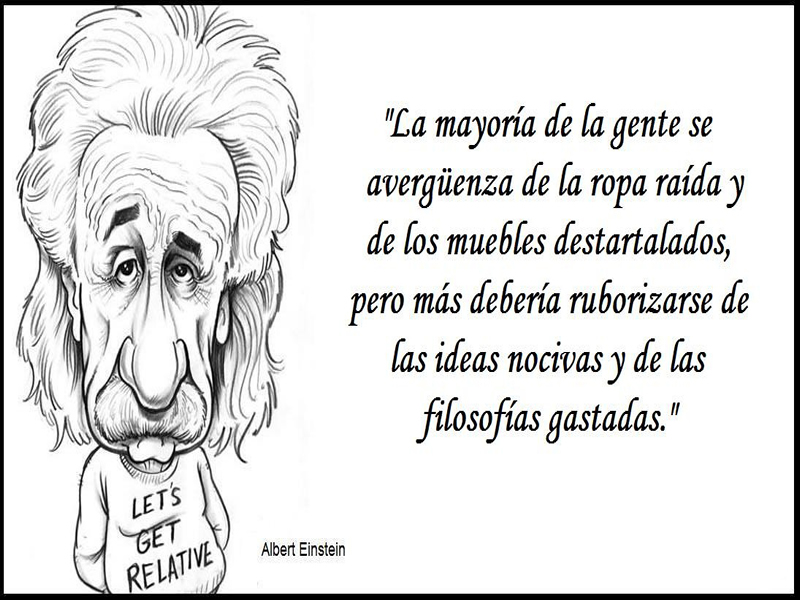 "La mayoría de la gente se
avergüenza de la ropa raída y
de los muebles destartalados,
pero más debería ruborizarse de
las ideas nocivas y de las
filosofías gastadas."
LET'S
GET
RELATIVE
Albert Einstein